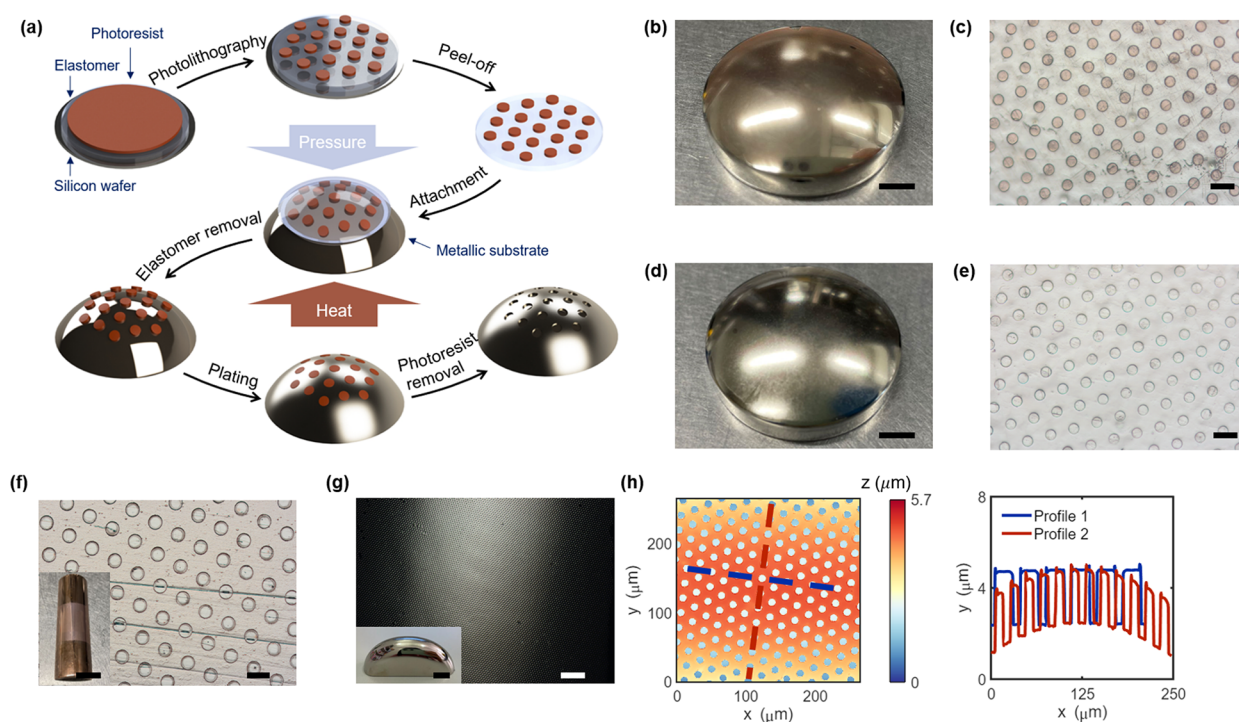 (a)
Photoresist
Elastomer
Silicon wafer
Photolithography
Peel-off
Pressure
Attachment
Metallic substrate
Elastomer removal
Heat
Plating
Photoresist
removal
(b)
(c)
(d)
(e)
(f)
(g)
(h)
z (μm)
5.7
0
y (μm)
200
100
0
0
100
200
x (μm)
8
4
0
y (μm)
Profile 1
Profile 2
0
125
250
x (μm)